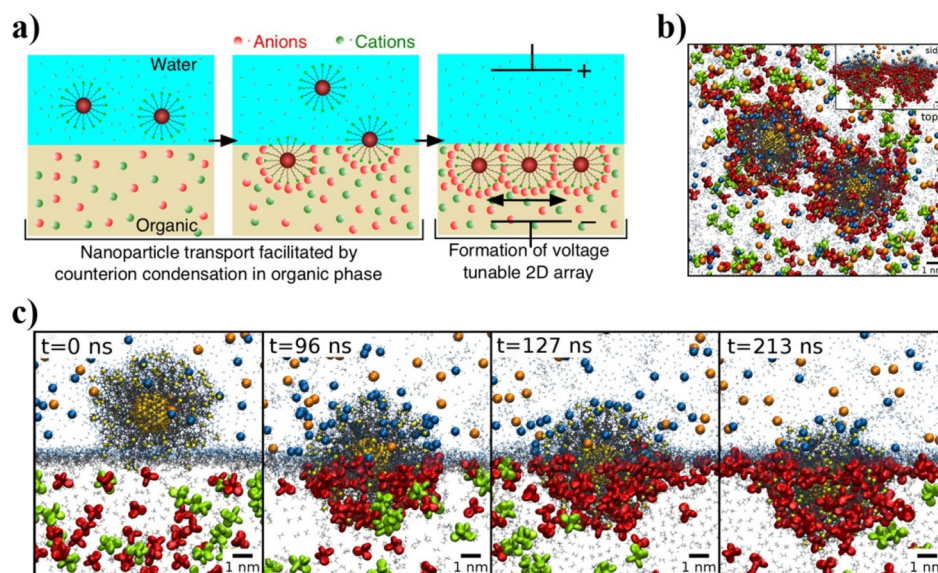 a)
Anions Cations
Water
+
Organic
−
Nanoparticle transport facilitated by
counterion condensation in organic phase
Formation of voltage
tunable 2D array
b)
side
top
1 nm
c)
t=0 ns
t=96 ns
t=127 ns
t=213 ns
1 nm
1 nm
1 nm
1 nm